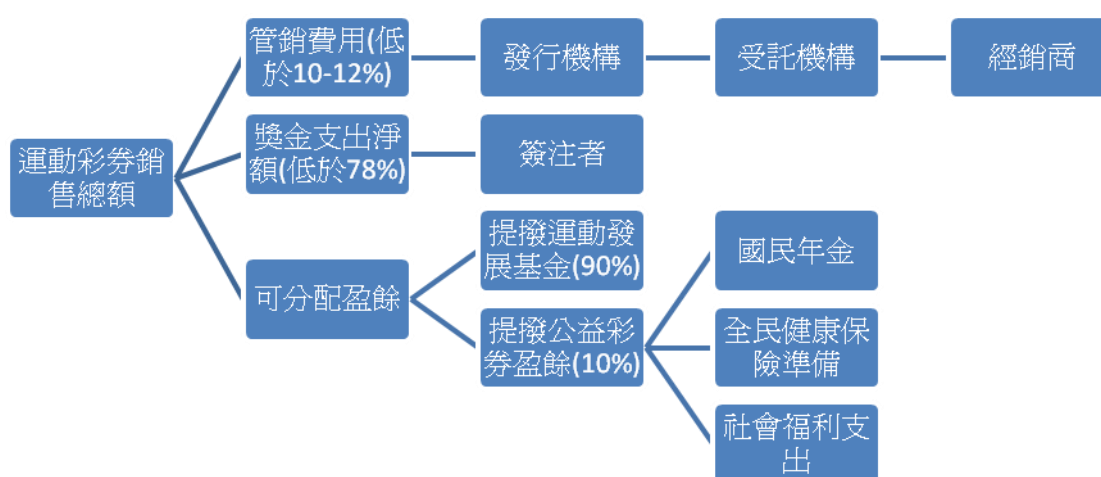 管銷費用(低
於10-12%)
發行機構
受託機構
經銷商
運動彩券銷
售總額
獎金支出淨
額(低於78%)
簽注者
可分配盈餘
提撥運動發
展基金(90%)
提撥公益彩
券盈餘(10%)
國民年金
全民健康保
險準備
社會福利支
出